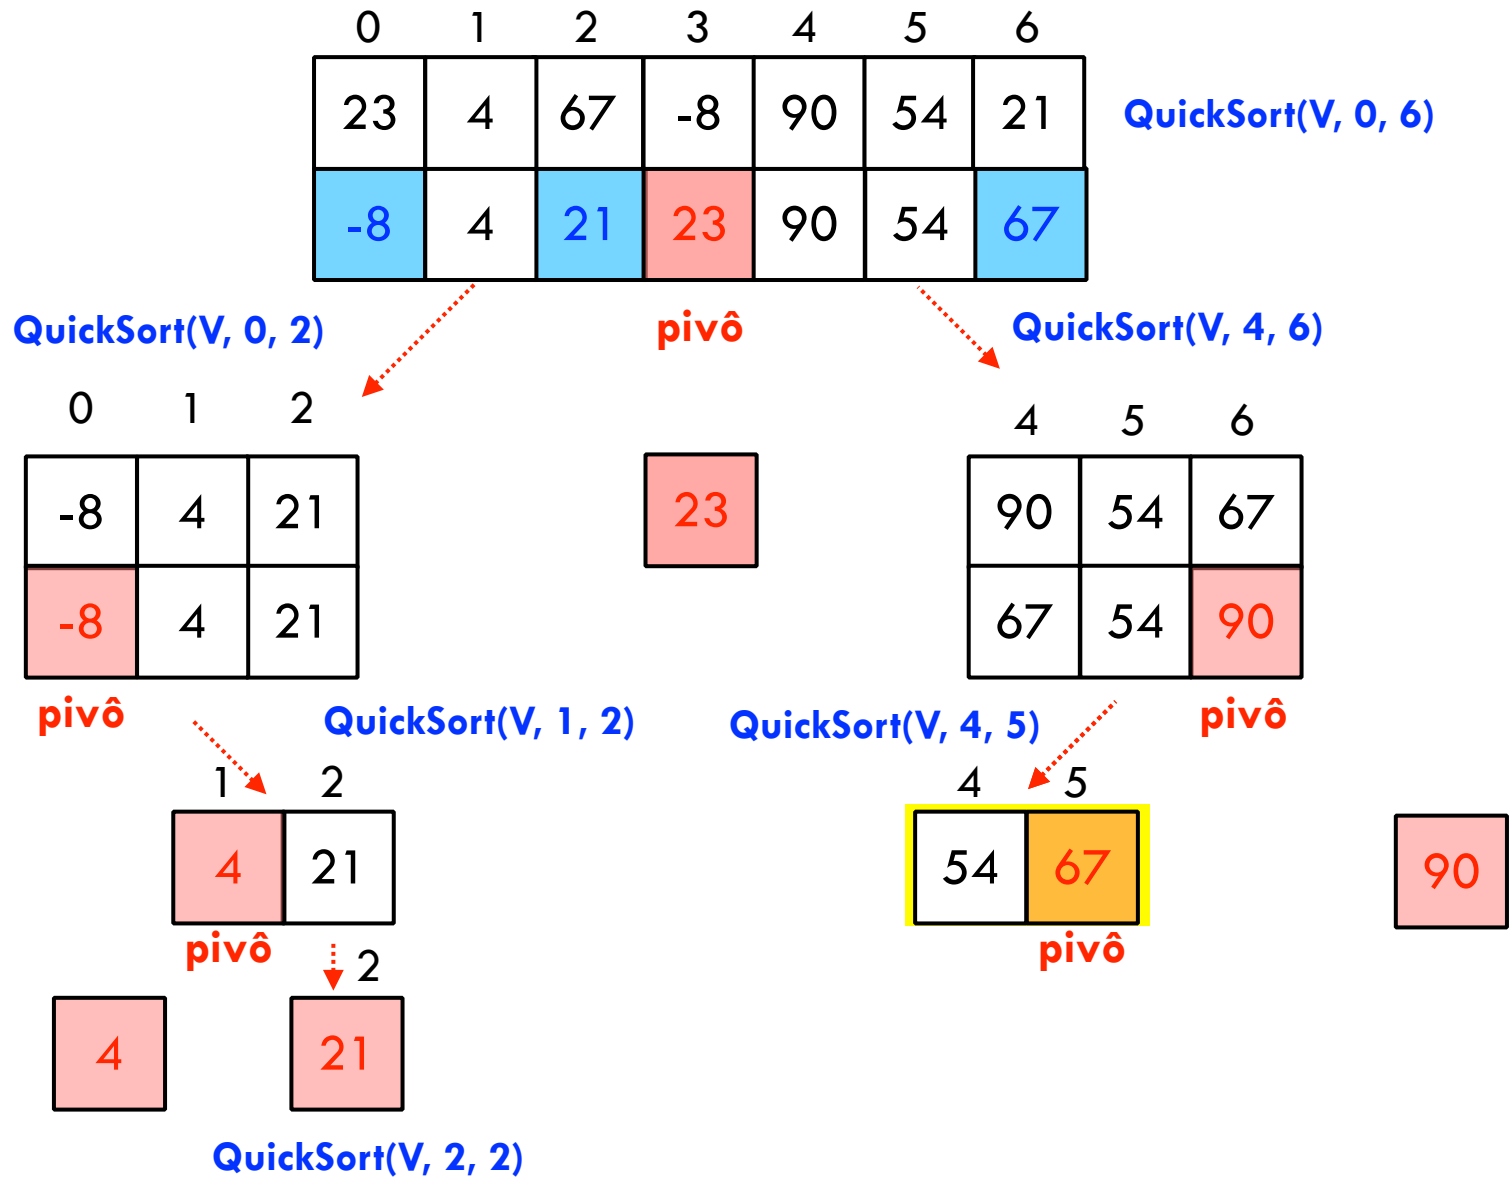 0 1 2 3 4 5 6
23 4 67 -8 90 54 21 QuickSort(V, 0, 6)
-8 4 21 23 90 54 67
QuickSort(V, 0, 2) pivô QuickSort(V, 4, 6)
0 1 2 4 5 6
-8 4 21 23 90 54 67
-8 4 21 67 54 90
pivô QuickSort(V, 1, 2) QuickSort(V, 4, 5) pivô
1 2 4 5
4 21 54 67 90
pivô pivô
2
4 21
QuickSort(V, 2, 2)